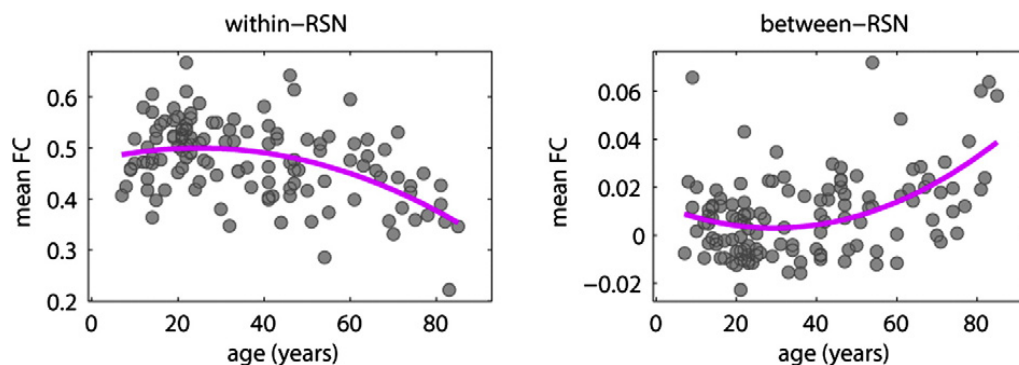 within−RSN
mean FC
0.6
0.5
0.4
0.3
0.2
0 20 40 60 80
age (years)
between−RSN
mean FC
0.06
0.04
0.02
0
−0.02
0 20 40 60 80
age (years)